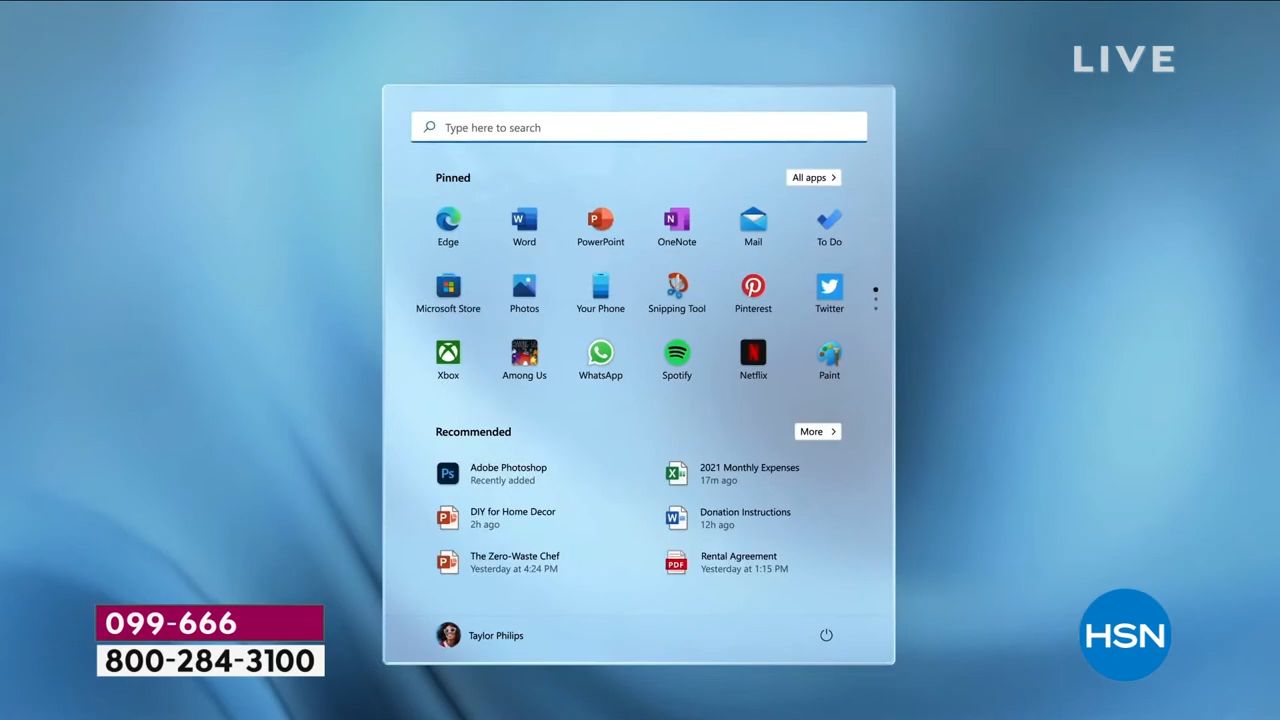 LIVE
Type here to search
Pinned
All apps
Edge
Word
PowerPoint
OneNote
Mail
To Do
Microsoft Store
Photos
Your Phone
Snipping Tool
Pinterest
Twitter
Xbox
Among Us
WhatsApp
Spotify
Netflix
Paint
Recommended
More
Ps
Adobe Photoshop
Recently added
2021 Monthly Expenses
17m ago
DIY for Home Decor
2h ago
Donation Instructions
12h ago
The Zero-Waste Chef
Yesterday at 4:24 PM
PDF
Rental Agreement
Yesterday at 1:15 PM
Taylor Philips
099-666
800-284-3100
HSN